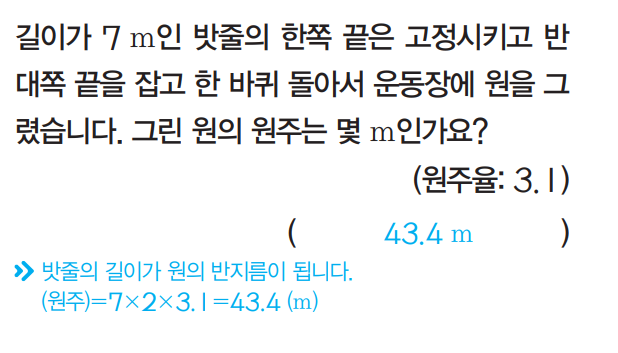 길이가 7 m인 밧줄의 한쪽 끝은 고정시키고 반
대쪽 끝을 잡고 한 바퀴 돌아서 운동장에 원을 그
렸습니다. 그린 원의 원주는 몇 m인가요?
(원주율: 3.1)
( 43.4 m )
» 밧줄의 길이가 원의 반지름이 됩니다.
(원주)=7×2×3.1=43.4 (m)